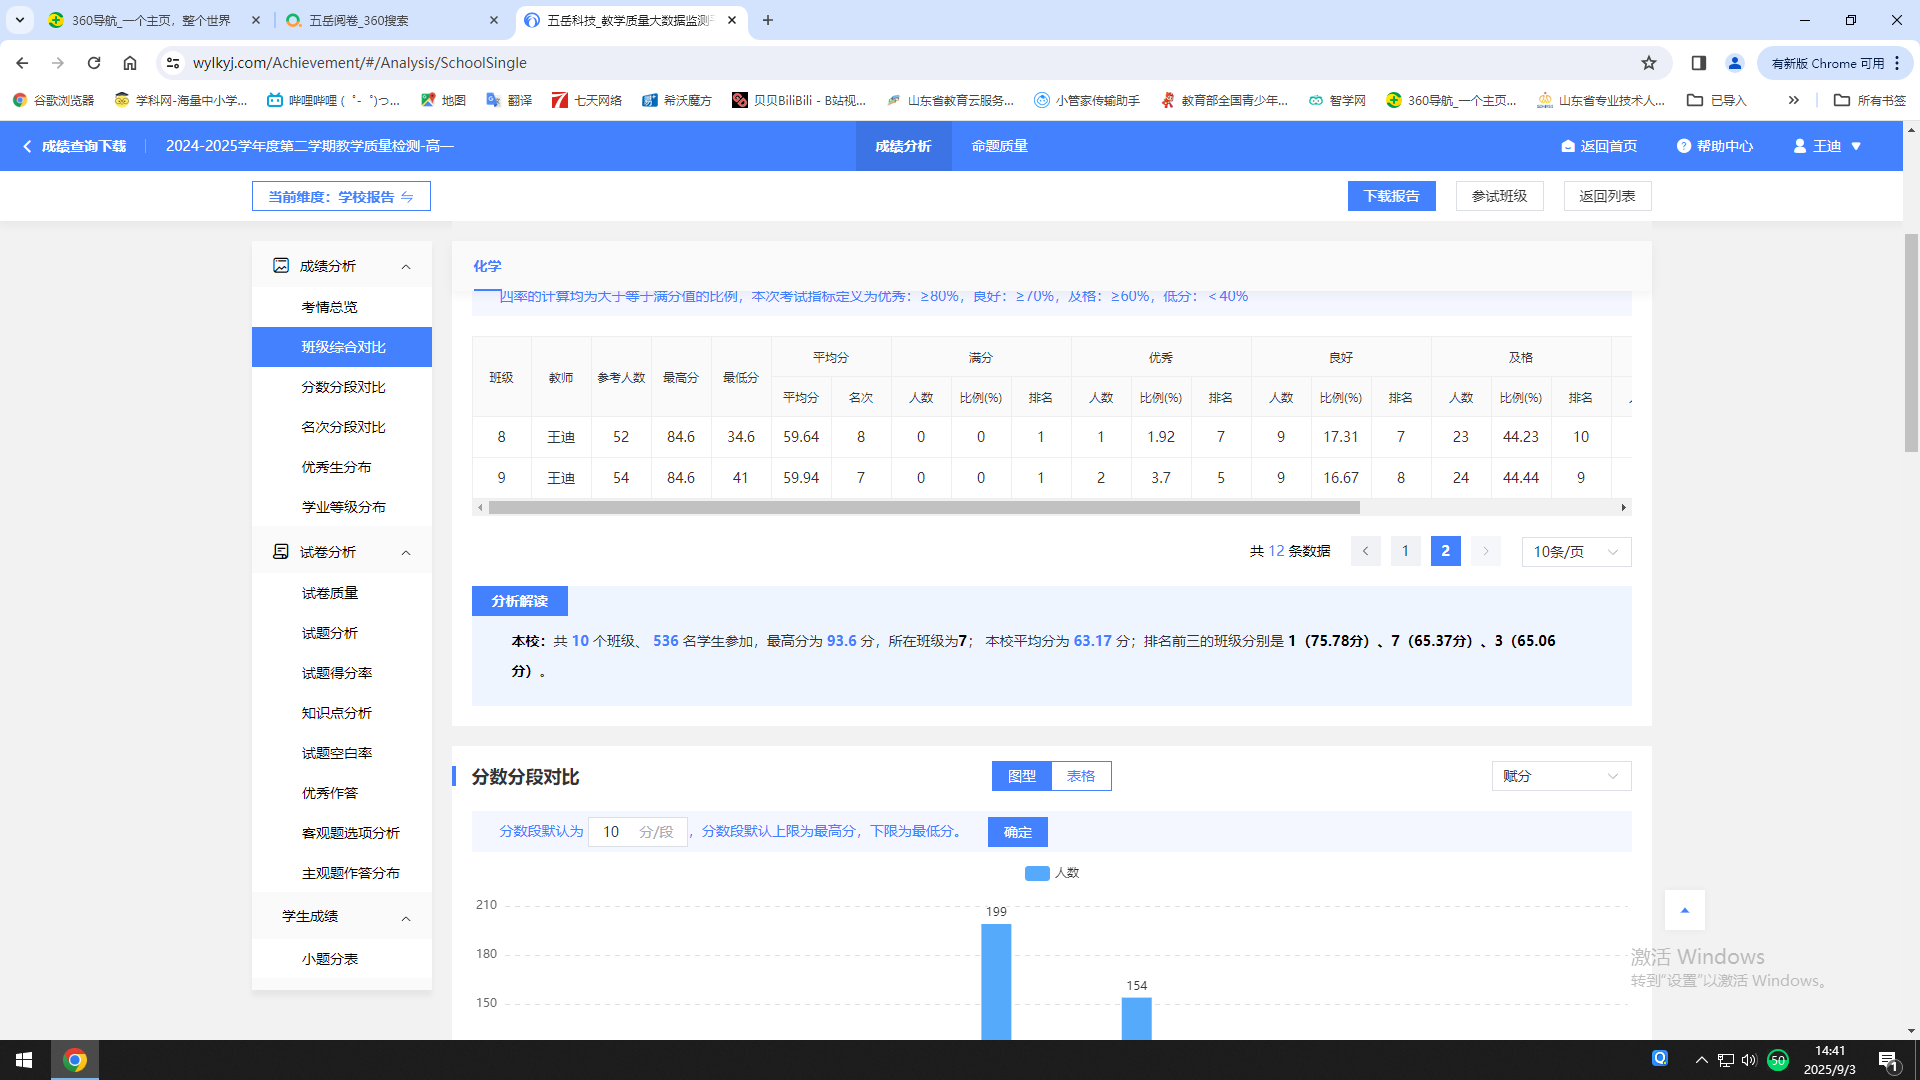 360导航_一个主页，整个世界
五岳阅卷_360搜索
五岳科技_教学质量大数据监测
wylkyj.com/Achievement/#/Analysis/SchoolSingle
有新版 Chrome 可用
谷歌浏览器
学科网-海量中小学...
哔哩哔哩 (゜-゜)つ...
地图
翻译
七天网络
希沃魔方
贝贝BiliBili - B站视...
山东省教育云服务...
小管家传输助手
教育部全国青少年...
智学网
360导航_一个主页...
山东省专业技术人...
已导入
所有书签
成绩查询下载
2024-2025学年度第二学期教学质量检测-高一
成绩分析
命题质量
返回首页
帮助中心
王迪
当前维度：学校报告
下载报告
参试班级
返回列表
成绩分析
考情总览
班级综合对比
分数分段对比
名次分段对比
优秀生分布
学业等级分布
试卷分析
试卷质量
试题分析
试题得分率
知识点分析
试题空白率
优秀作答
客观题选项分析
主观题作答分布
学生成绩
小题分表
化学
四率的计算均为大于等于满分值的比例，本次考试指标定义为优秀：≥80%，良好：≥70%，及格：≥60%，低分：＜40%
班级 教师 参考人数 最高分 最低分 平均分 满分 优秀 良好 及格
平均分 名次 人数 比例(%) 排名 人数 比例(%) 排名 人数 比例(%) 排名 人数 比例(%) 排名
8 王迪 52 84.6 34.6 59.64 8 0 0 1 1 1.92 7 9 17.31 7 23 44.23 10
9 王迪 54 84.6 41 59.94 7 0 0 1 2 3.7 5 9 16.67 8 24 44.44 9
共 12 条数据
1
2
10条/页
分析解读
本校：共 10 个班级、 536 名学生参加，最高分为 93.6 分，所在班级为7； 本校平均分为 63.17 分；排名前三的班级分别是 1（75.78分）、7（65.37分）、3（65.06
分）。
分数分段对比
图型
表格
赋分
分数段默认为 10 分/段 ，分数段默认上限为最高分，下限为最低分。 确定
人数
210
199
180
154
150
激活 Windows
转到"设置"以激活 Windows。
50
14:41
2025/9/3
1